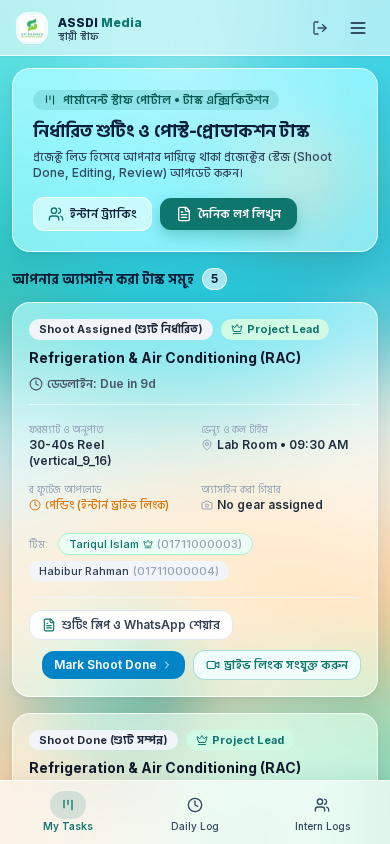 ASSDI Media
স্থায়ী স্টাফ
পার্মানেন্ট স্টাফ পোর্টাল • টাস্ক এক্সিকিউশন
নির্ধারিত শুটিং ও পোস্ট-প্রোডাকশন টাস্ক
প্রজেক্ট লিড হিসেবে আপনার দায়িত্বে থাকা প্রজেক্টের স্টেজ (Shoot
Done, Editing, Review) আপডেট করুন।
ইন্টার্ন ট্র্যাকিং
দৈনিক লগ লিখুন
আপনার অ্যাসাইন করা টাস্ক সমূহ 5
Shoot Assigned (শ্যুট নির্ধারিত) Project Lead
Refrigeration & Air Conditioning (RAC)
ডেডলাইন: Due in 9d
ফরম্যাট ও অনুপাত
30-40s Reel
(vertical_9_16)
ভেন্যু ও কল টাইম
Lab Room • 09:30 AM
র ফুটেজ আপলোড
পেন্ডিং (ইন্টার্ন ড্রাইভ লিংক)
অ্যাসাইন করা গিয়ার
No gear assigned
টিম: Tariqul Islam (01711000003)
Habibur Rahman (01711000004)
শুটিং স্লিপ ও WhatsApp শেয়ার
Mark Shoot Done
ড্রাইভ লিংক সংযুক্ত করুন
Shoot Done (শ্যুট সম্পন্ন) Project Lead
Refrigeration & Air Conditioning (RAC)
My Tasks
Daily Log
Intern Logs